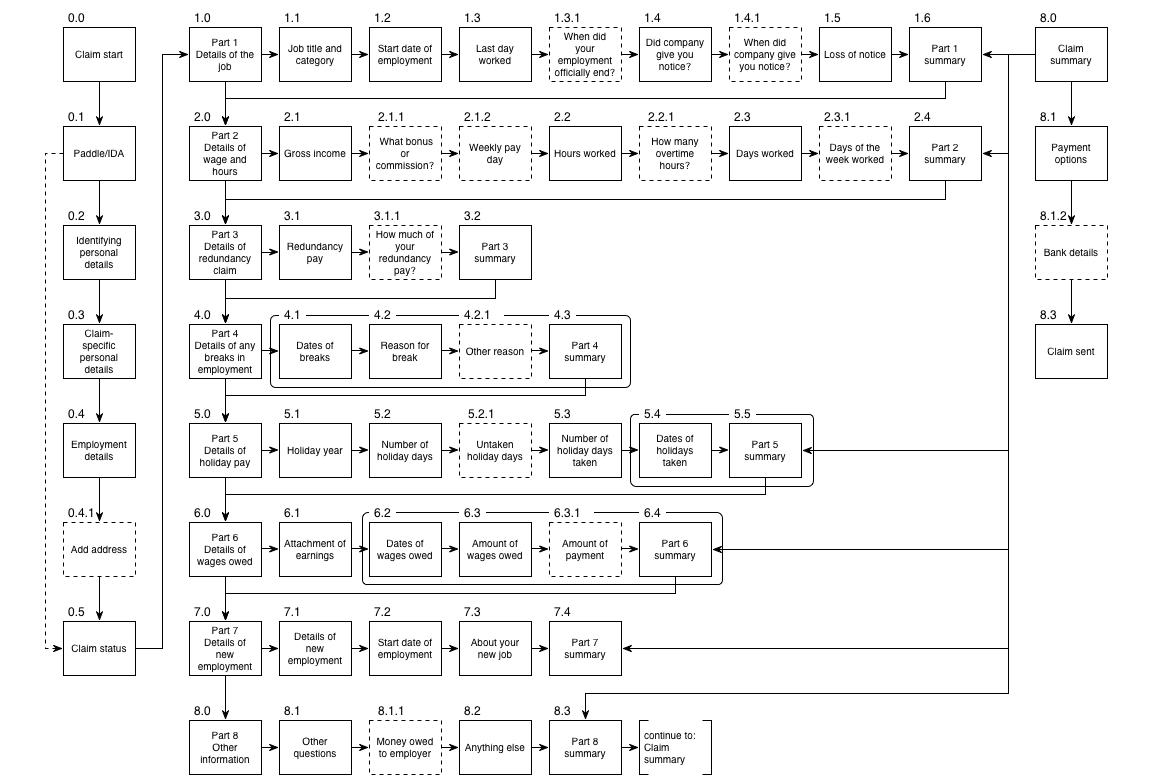 0.0
Claim start
0.1
Paddle/IDA
0.2
Identifying
personal
details
0.3
Claim-
specific
personal
details
0.4
Employment
details
0.4.1
Add address
0.5
Claim status
1.0
Part 1
Details of the
job
1.1
Job title and
category
1.2
Start date of
employment
1.3
Last day
worked
1.3.1
When did
your
employment
officially end?
1.4
Did company
give you
notice?
1.4.1
When did
company give
you notice?
1.5
Loss of notice
1.6
Part 1
summary
2.0
Part 2
Details of
wage and
hours
2.1
Gross income
2.1.1
What bonus
or
commission?
2.1.2
Weekly pay
day
2.2
Hours worked
2.2.1
How many
overtime
hours?
2.3
Days worked
2.3.1
Days of the
week worked
2.4
Part 2
summary
3.0
Part 3
Details of
redundancy
claim
3.1
Redundancy
pay
3.1.1
How much of
your
redundancy
pay?
3.2
Part 3
summary
4.0
Part 4
Details of any
breaks in
employment
4.1
Dates of
breaks
4.2
Reason for
break
4.2.1
Other reason
4.3
Part 4
summary
5.0
Part 5
Details of
holiday pay
5.1
Holiday year
5.2
Number of
holiday days
5.2.1
Untaken
holiday days
5.3
Number of
holiday days
taken
5.4
Dates of
holidays
taken
5.5
Part 5
summary
6.0
Part 6
Details of
wages owed
6.1
Attachment of
earnings
6.2
Dates of
wages owed
6.3
Amount of
wages owed
6.3.1
Amount of
payment
6.4
Part 6
summary
7.0
Part 7
Details of
new
employment
7.1
Details of
new
employment
7.2
Start date of
employment
7.3
About your
new job
7.4
Part 7
summary
8.0
Part 8
Other
information
8.1
Other
questions
8.1.1
Money owed
to employer
8.2
Anything else
8.3
Part 8
summary
continue to:
Claim
summary
8.0
Claim
summary
8.1
Payment
options
8.1.2
Bank details
8.3
Claim sent